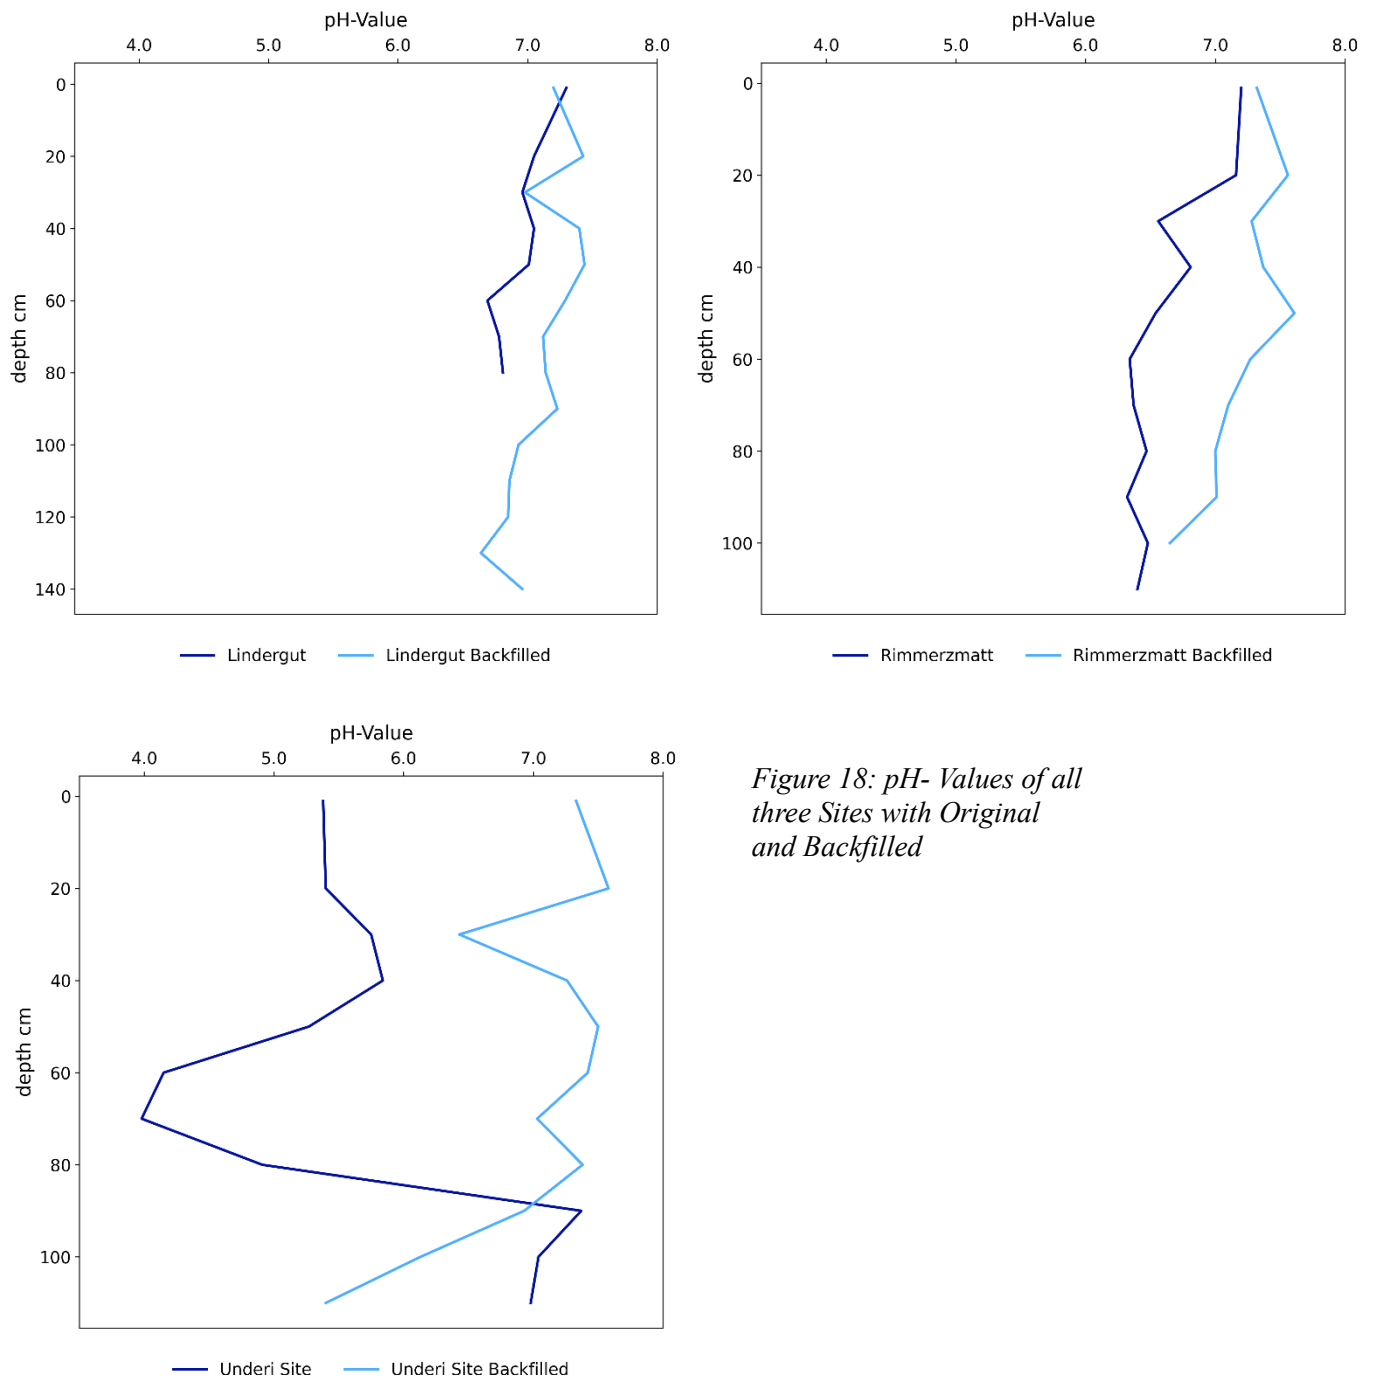 pH-Value
4.0 5.0 6.0 7.0 8.0
depth cm
0
20
40
60
80
100
120
140
Lindergut Lindergut Backfilled
pH-Value
4.0 5.0 6.0 7.0 8.0
depth cm
0
20
40
60
80
100
Rimmerzmatt Rimmerzmatt Backfilled
pH-Value
4.0 5.0 6.0 7.0 8.0
depth cm
0
20
40
60
80
100
Underi Site Underi Site Backfilled
Figure 18: pH- Values of all
three Sites with Original
and Backfilled